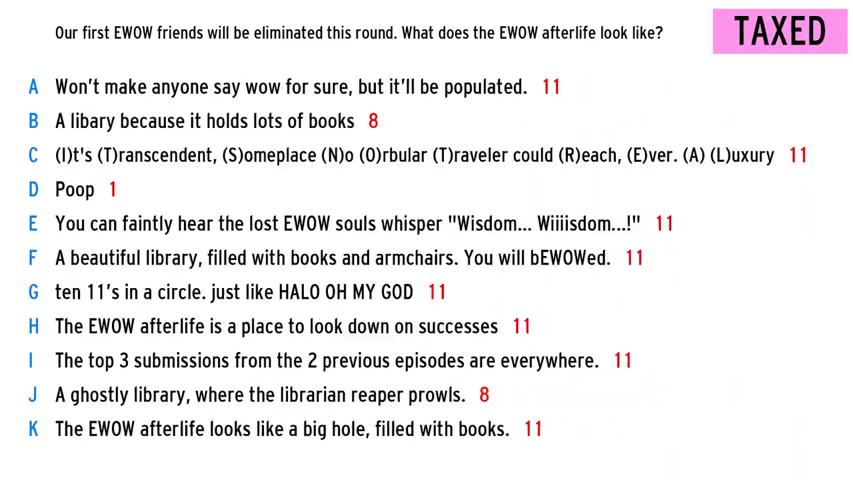 Our first EWOW friends will be eliminated this round. What does the EWOW afterlife look like?
TAXED
A Won't make anyone say wow for sure, but it'll be populated. 11
B A libary because it holds lots of books 8
C (I)t's (T)ranscendent, (S)omeplace (N)o (O)rbular (T)raveler could (R)each, (E)ver. (A) (L)uxury 11
D Poop 1
E You can faintly hear the lost EWOW souls whisper "Wisdom... Wiiiisdom...!" 11
F A beautiful library, filled with books and armchairs. You will bEWOWed. 11
G ten 11's in a circle. just like HALO OH MY GOD 11
H The EWOW afterlife is a place to look down on successes 11
I The top 3 submissions from the 2 previous episodes are everywhere. 11
J A ghostly library, where the librarian reaper prowls. 8
K The EWOW afterlife looks like a big hole, filled with books. 11